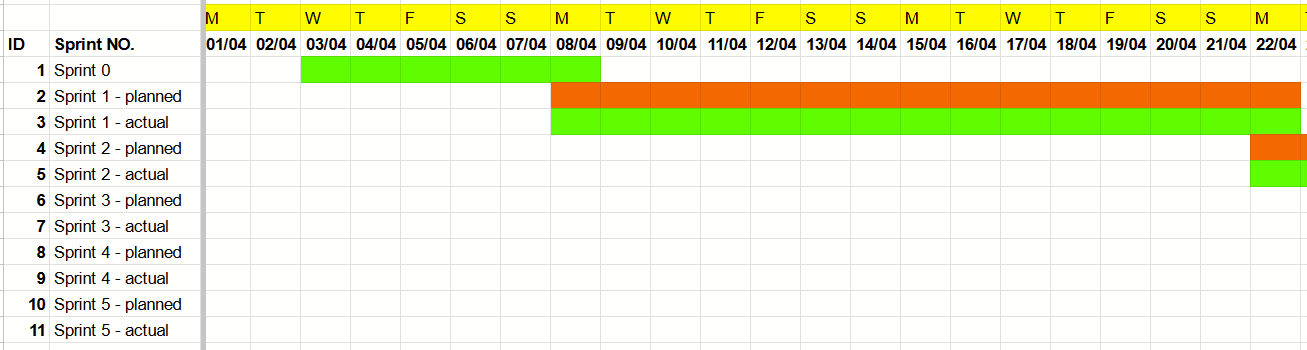 M T W T F S S M T W T F S S M T W T F S S M
ID Sprint NO. 01/04 02/04 03/04 04/04 05/04 06/04 07/04 08/04 09/04 10/04 11/04 12/04 13/04 14/04 15/04 16/04 17/04 18/04 19/04 20/04 21/04 22/04
1 Sprint 0
2 Sprint 1 - planned
3 Sprint 1 - actual
4 Sprint 2 - planned
5 Sprint 2 - actual
6 Sprint 3 - planned
7 Sprint 3 - actual
8 Sprint 4 - planned
9 Sprint 4 - actual
10 Sprint 5 - planned
11 Sprint 5 - actual